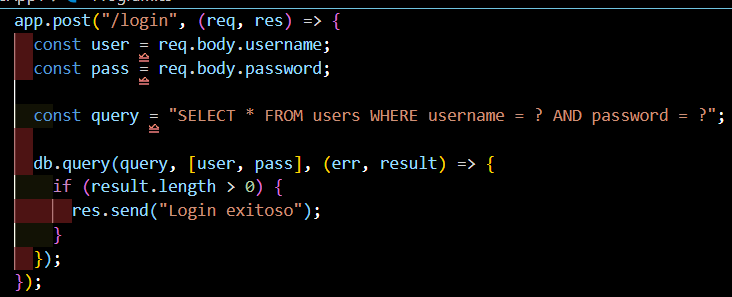 app.post("/login", (req, res) => {
  const user = req.body.username;
  const pass = req.body.password;

  const query = "SELECT * FROM users WHERE username = ? AND password = ?";

  db.query(query, [user, pass], (err, result) => {
    if (result.length > 0) {
      res.send("Login exitoso");
    }
  });
});